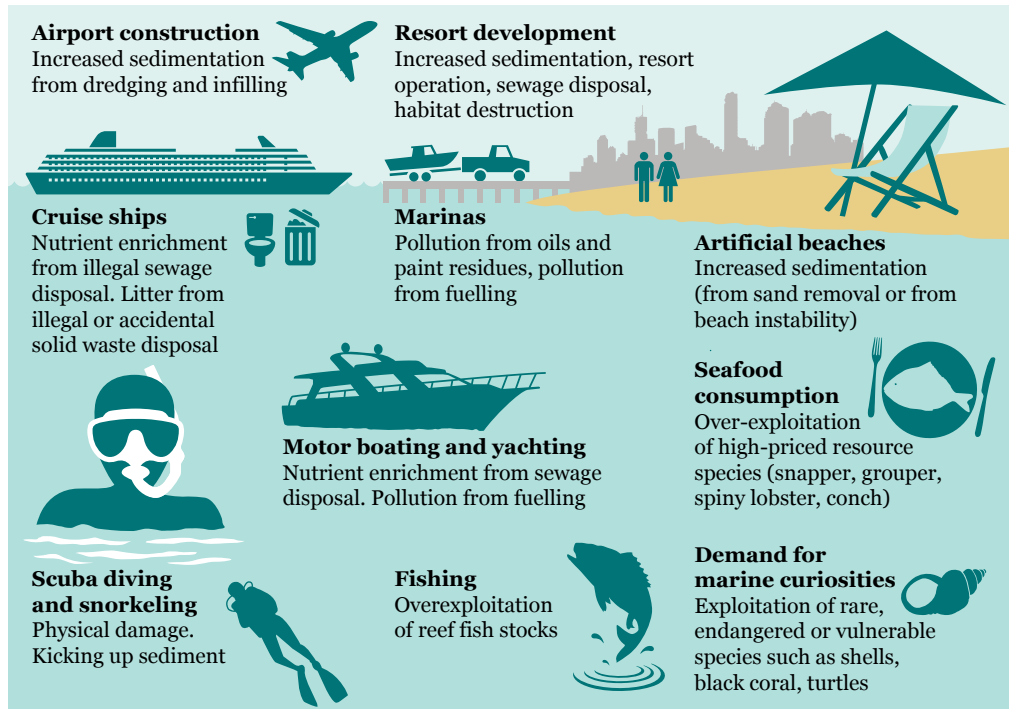 Airport construction
Increased sedimentation
from dredging and infilling
Resort development
Increased sedimentation, resort
operation, sewage disposal,
habitat destruction
Cruise ships
Nutrient enrichment
from illegal sewage
disposal. Litter from
illegal or accidental
solid waste disposal
Marinas
Pollution from oils and
paint residues, pollution
from fuelling
Artificial beaches
Increased sedimentation
(from sand removal or from
beach instability)
Motor boating and yachting
Nutrient enrichment from sewage
disposal. Pollution from fuelling
Seafood
consumption
Over-exploitation
of high-priced resource
species (snapper, grouper,
spiny lobster, conch)
Scuba diving
and snorkeling
Physical damage.
Kicking up sediment
Fishing
Overexploitation
of reef fish stocks
Demand for
marine curiosities
Exploitation of rare,
endangered or vulnerable
species such as shells,
black coral, turtles